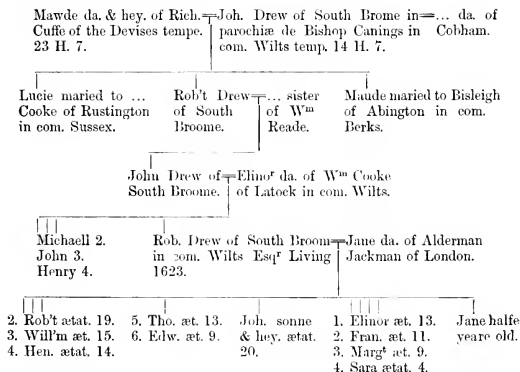 Mawde da. & hey. of Rich.
Cuffe of the Devises tempe.
23 H. 7.
Joh. Drew of South Brome in
parochiæ de Bishop Canings in
com. Wilts temp. 14 H. 7.
... da. of
Cobham.
Lucie maried to ...
Cooke of Rustington
in com. Sussex.
Rob't Drew
of South
Broome.
... sister
of Wm
Reade.
Maude maried to Bisleigh
of Abington in com.
Berks.
John Drew of
South Broome.
Elinor da. of Wm Cooke
of Latock in com. Wilts.
Michaell 2.
John 3.
Henry 4.
Rob. Drew of South Broom
in com. Wilts Esqr Living
1623.
Jane da. of Alderman
Jackman of London.
2. Rob't ætat. 19.
3. Will'm æt. 15.
4. Hen. ætat. 14.
5. Tho. æt. 13.
6. Edw. æt. 9.
Joh. sonne
& hey. ætat.
20.
1. Elinor æt. 13.
2. Fran. æt. 11.
3. Margt æt. 9.
4. Sara ætat. 4.
Jane halfe
yeare old.